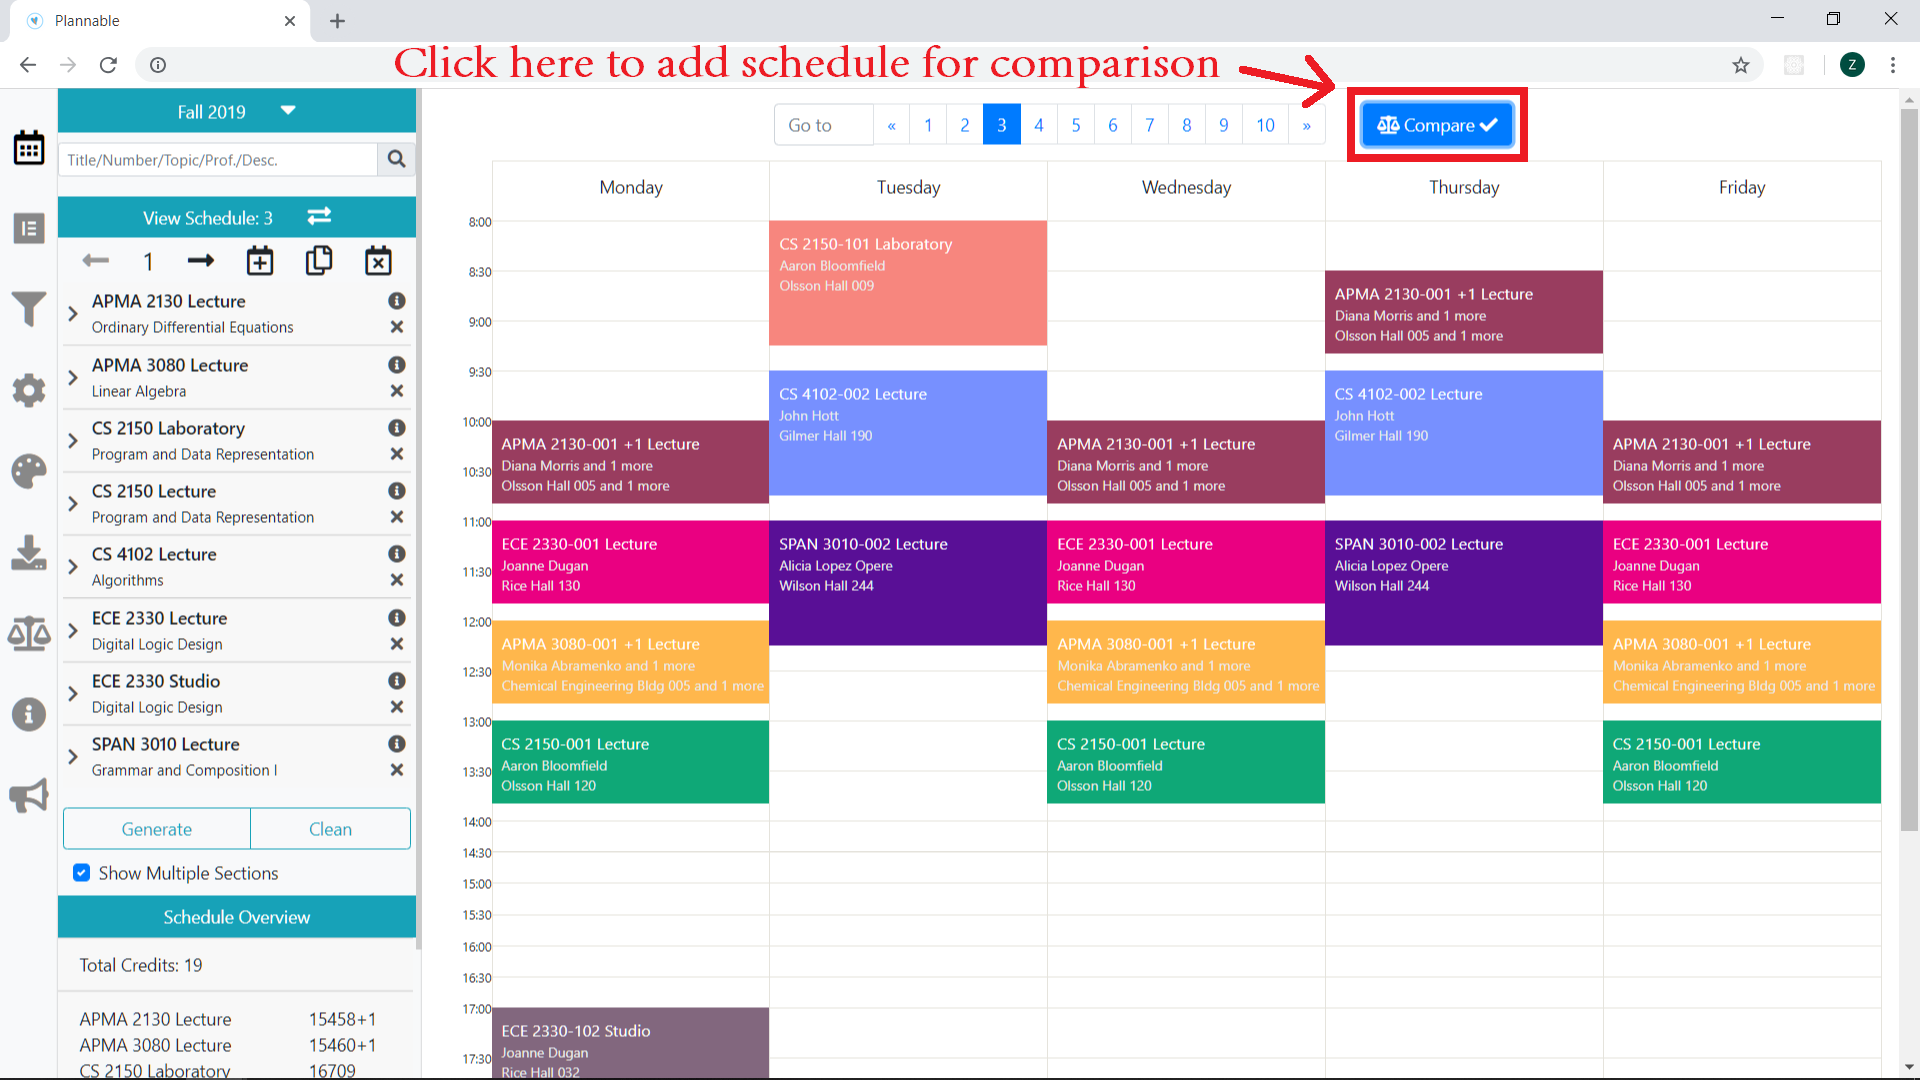 Plannable
Click here to add schedule for comparison
Z
Fall 2019
Title/Number/Topic/Prof./Desc.
View Schedule: 3
1
APMA 2130 Lecture
Ordinary Differential Equations
APMA 3080 Lecture
Linear Algebra
CS 2150 Laboratory
Program and Data Representation
CS 2150 Lecture
Program and Data Representation
CS 4102 Lecture
Algorithms
ECE 2330 Lecture
Digital Logic Design
ECE 2330 Studio
Digital Logic Design
SPAN 3010 Lecture
Grammar and Composition I
Generate Clean
Show Multiple Sections
Schedule Overview
Total Credits: 19
APMA 2130 Lecture 15458+1
APMA 3080 Lecture 15460+1
CS 2150 Laboratory 16709
Go to « 1 2 3 4 5 6 7 8 9 10 »
Compare
Monday Tuesday Wednesday Thursday Friday
8:00
8:30
9:00
9:30
10:00
10:30
11:00
11:30
12:00
12:30
13:00
13:30
14:00
14:30
15:00
15:30
16:00
16:30
17:00
17:30
APMA 2130-001 +1 Lecture
Diana Morris and 1 more
Olsson Hall 005 and 1 more
ECE 2330-001 Lecture
Joanne Dugan
Rice Hall 130
APMA 3080-001 +1 Lecture
Monika Abramenko and 1 more
Chemical Engineering Bldg 005 and 1 more
CS 2150-001 Lecture
Aaron Bloomfield
Olsson Hall 120
ECE 2330-102 Studio
Joanne Dugan
Rice Hall 032
CS 2150-101 Laboratory
Aaron Bloomfield
Olsson Hall 009
CS 4102-002 Lecture
John Hott
Gilmer Hall 190
SPAN 3010-002 Lecture
Alicia Lopez Opere
Wilson Hall 244
APMA 2130-001 +1 Lecture
Diana Morris and 1 more
Olsson Hall 005 and 1 more
ECE 2330-001 Lecture
Joanne Dugan
Rice Hall 130
APMA 3080-001 +1 Lecture
Monika Abramenko and 1 more
Chemical Engineering Bldg 005 and 1 more
CS 2150-001 Lecture
Aaron Bloomfield
Olsson Hall 120
APMA 2130-001 +1 Lecture
Diana Morris and 1 more
Olsson Hall 005 and 1 more
CS 4102-002 Lecture
John Hott
Gilmer Hall 190
SPAN 3010-002 Lecture
Alicia Lopez Opere
Wilson Hall 244
APMA 2130-001 +1 Lecture
Diana Morris and 1 more
Olsson Hall 005 and 1 more
ECE 2330-001 Lecture
Joanne Dugan
Rice Hall 130
APMA 3080-001 +1 Lecture
Monika Abramenko and 1 more
Chemical Engineering Bldg 005 and 1 more
CS 2150-001 Lecture
Aaron Bloomfield
Olsson Hall 120